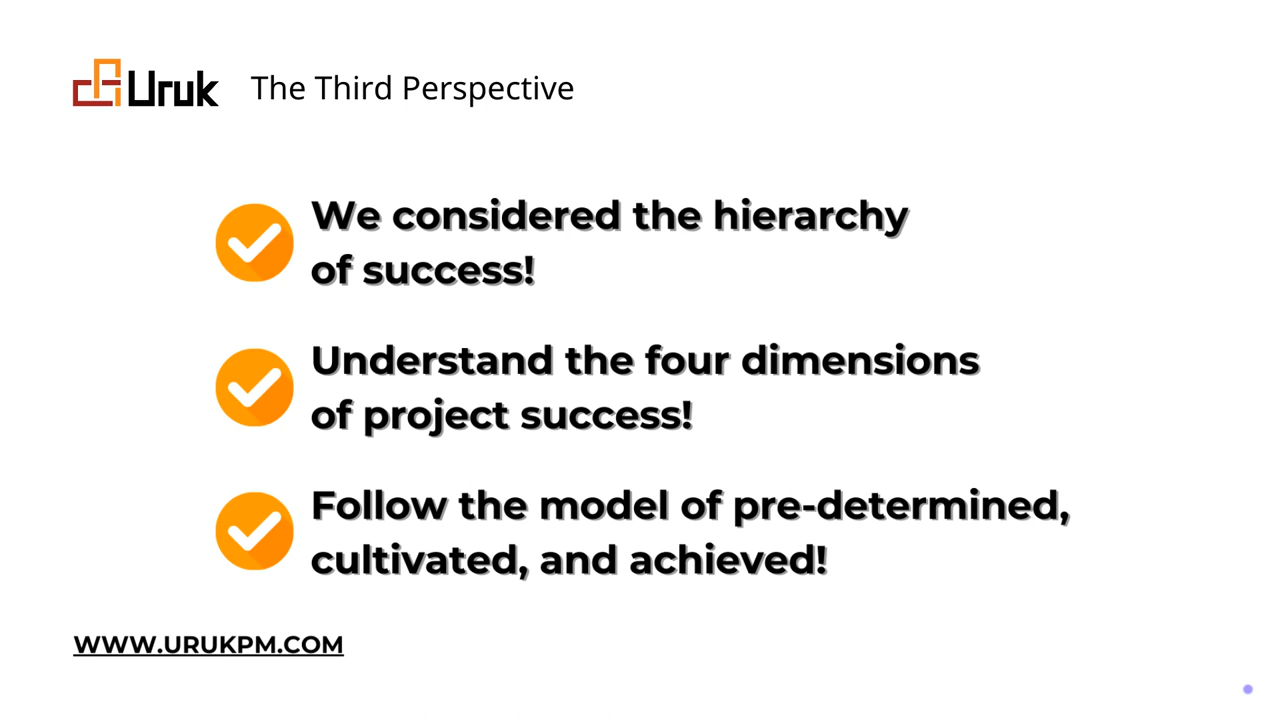 Uruk
The Third Perspective
We considered the hierarchy
of success!
Understand the four dimensions
of project success!
Follow the model of pre-determined,
cultivated, and achieved!
WWW.URUKPM.COM